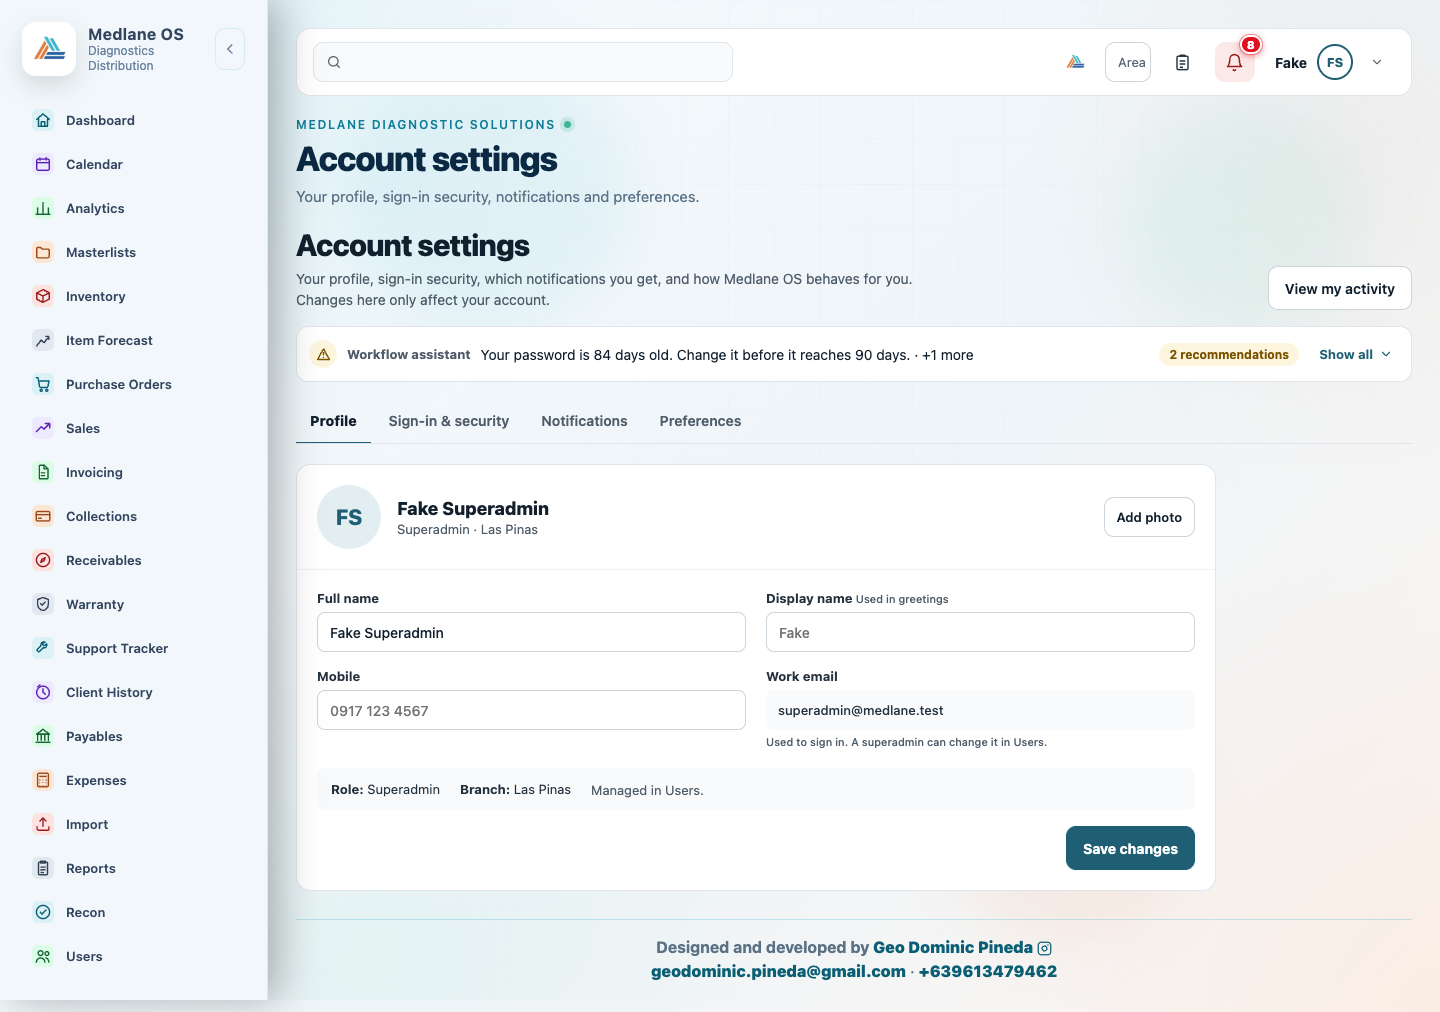 Medlane OS
Diagnostics
Distribution
Dashboard
Calendar
Analytics
Masterlists
Inventory
Item Forecast
Purchase Orders
Sales
Invoicing
Collections
Receivables
Warranty
Support Tracker
Client History
Payables
Expenses
Import
Reports
Recon
Users
Area
8
Fake
FS
MEDLANE DIAGNOSTIC SOLUTIONS
Account settings
Your profile, sign-in security, notifications and preferences.
Account settings
Your profile, sign-in security, which notifications you get, and how Medlane OS behaves for you.
Changes here only affect your account.
View my activity
Workflow assistant Your password is 84 days old. Change it before it reaches 90 days. · +1 more
2 recommendations
Show all
Profile
Sign-in & security
Notifications
Preferences
FS
Fake Superadmin
Superadmin · Las Pinas
Add photo
Full name
Fake Superadmin
Display name Used in greetings
Fake
Mobile
0917 123 4567
Work email
superadmin@medlane.test
Used to sign in. A superadmin can change it in Users.
Role: Superadmin Branch: Las Pinas Managed in Users.
Save changes
Designed and developed by Geo Dominic Pineda
geodominic.pineda@gmail.com · +639613479462